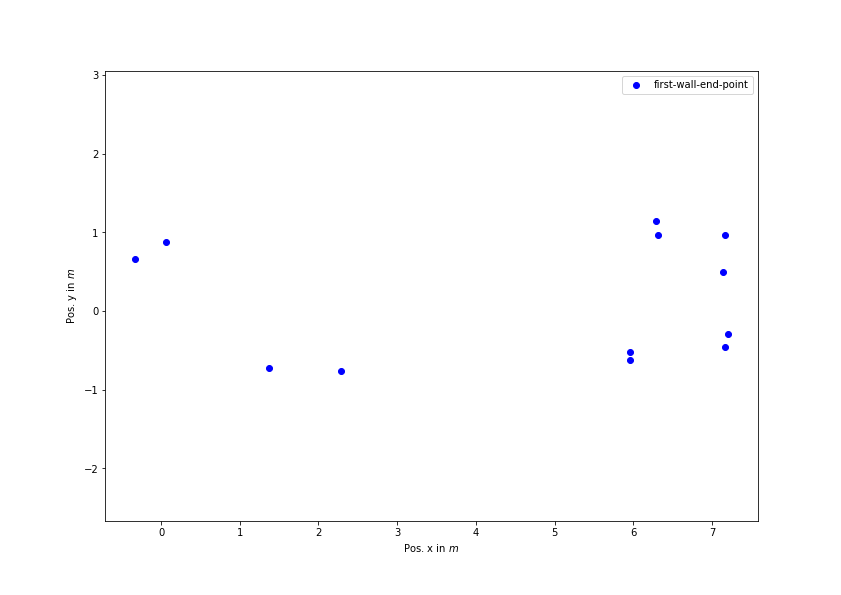 first-wall-end-point
3
2
1
0
−1
−2
Pos. y in m
0 1 2 3 4 5 6 7
Pos. x in m